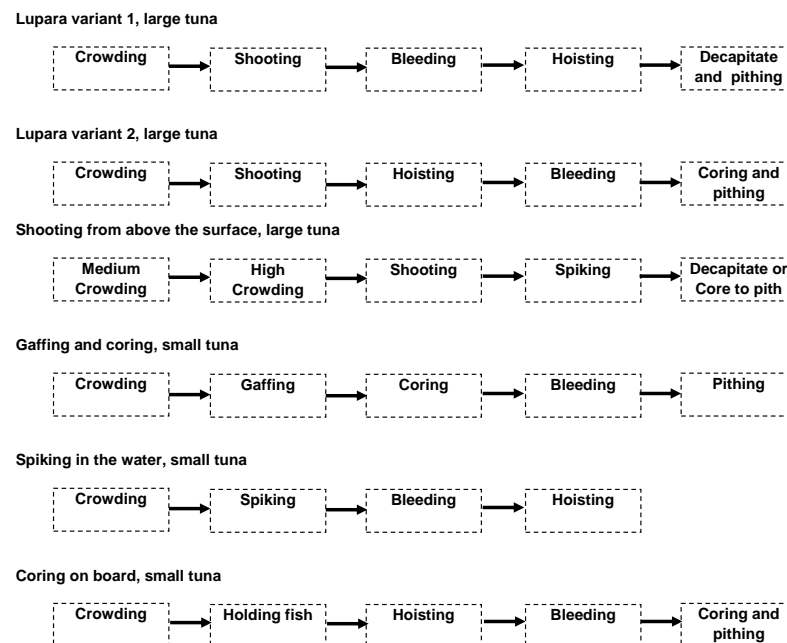 Lupara variant 1, large tuna
Crowding Shooting Bleeding Hoisting Decapitate
and pithing
Lupara variant 2, large tuna
Crowding Shooting Hoisting Bleeding Coring and
pithing
Shooting from above the surface, large tuna
Medium
Crowding
High
Crowding
Shooting Spiking Decapitate or
Core to pith
Gaffing and coring, small tuna
Crowding Gaffing Coring Bleeding Pithing
Spiking in the water, small tuna
Crowding Spiking Bleeding Hoisting
Coring on board, small tuna
Crowding Holding fish Hoisting Bleeding Coring and
pithing